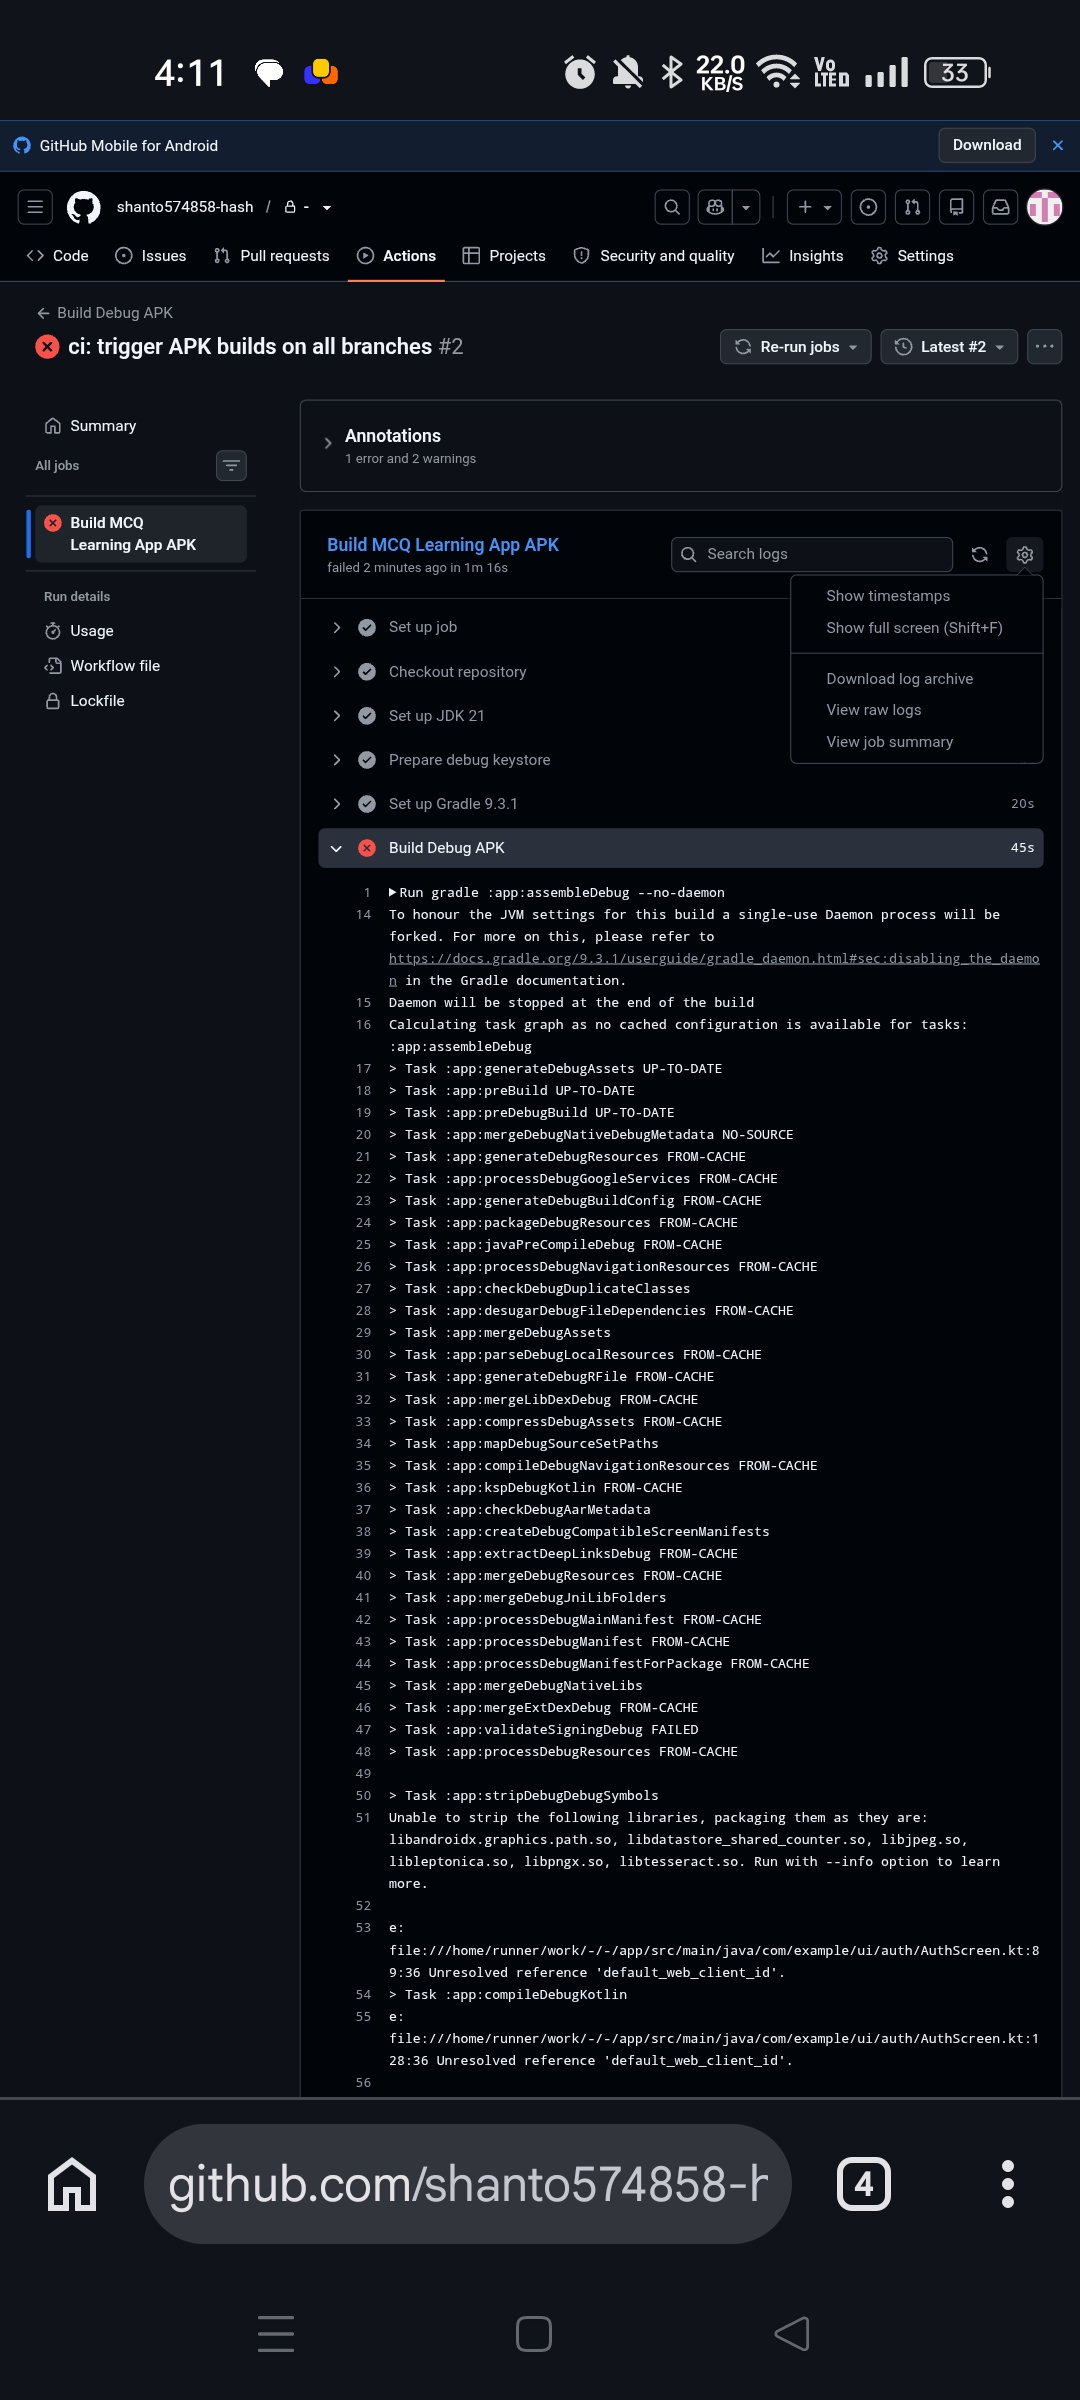 4:11
22.0
KB/S
Vo
LTED
33
GitHub Mobile for Android
Download
shanto574858-hash / -
Code
Issues
Pull requests
Actions
Projects
Security and quality
Insights
Settings
Build Debug APK
ci: trigger APK builds on all branches #2
Re-run jobs
Latest #2
Summary
All jobs
Build MCQ
Learning App APK
Run details
Usage
Workflow file
Lockfile
Annotations
1 error and 2 warnings
Build MCQ Learning App APK
failed 2 minutes ago in 1m 16s
Search logs
Show timestamps
Show full screen (Shift+F)
Download log archive
View raw logs
View job summary
Set up job
Checkout repository
Set up JDK 21
Prepare debug keystore
Set up Gradle 9.3.1 20s
Build Debug APK 45s
1 Run gradle :app:assembleDebug --no-daemon
14 To honour the JVM settings for this build a single-use Daemon process will be
forked. For more on this, please refer to
https://docs.gradle.org/9.3.1/userguide/gradle_daemon.html#sec:disabling_the_daemo
n in the Gradle documentation.
15 Daemon will be stopped at the end of the build
16 Calculating task graph as no cached configuration is available for tasks:
:app:assembleDebug
17 > Task :app:generateDebugAssets UP-TO-DATE
18 > Task :app:preBuild UP-TO-DATE
19 > Task :app:preDebugBuild UP-TO-DATE
20 > Task :app:mergeDebugNativeDebugMetadata NO-SOURCE
21 > Task :app:generateDebugResources FROM-CACHE
22 > Task :app:processDebugGoogleServices FROM-CACHE
23 > Task :app:generateDebugBuildConfig FROM-CACHE
24 > Task :app:packageDebugResources FROM-CACHE
25 > Task :app:javaPreCompileDebug FROM-CACHE
26 > Task :app:processDebugNavigationResources FROM-CACHE
27 > Task :app:checkDebugDuplicateClasses
28 > Task :app:desugarDebugFileDependencies FROM-CACHE
29 > Task :app:mergeDebugAssets
30 > Task :app:parseDebugLocalResources FROM-CACHE
31 > Task :app:generateDebugRFile FROM-CACHE
32 > Task :app:mergeLibDexDebug FROM-CACHE
33 > Task :app:compressDebugAssets FROM-CACHE
34 > Task :app:mapDebugSourceSetPaths
35 > Task :app:compileDebugNavigationResources FROM-CACHE
36 > Task :app:kspDebugKotlin FROM-CACHE
37 > Task :app:checkDebugAarMetadata
38 > Task :app:createDebugCompatibleScreenManifests
39 > Task :app:extractDeepLinksDebug FROM-CACHE
40 > Task :app:mergeDebugResources FROM-CACHE
41 > Task :app:mergeDebugJniLibFolders
42 > Task :app:processDebugMainManifest FROM-CACHE
43 > Task :app:processDebugManifest FROM-CACHE
44 > Task :app:processDebugManifestForPackage FROM-CACHE
45 > Task :app:mergeDebugNativeLibs
46 > Task :app:mergeExtDexDebug FROM-CACHE
47 > Task :app:validateSigningDebug FAILED
48 > Task :app:processDebugResources FROM-CACHE
49
50 > Task :app:stripDebugDebugSymbols
51 Unable to strip the following libraries, packaging them as they are:
libandroidx.graphics.path.so, libdatastore_shared_counter.so, libjpeg.so,
libleptonica.so, libpngx.so, libtesseract.so. Run with --info option to learn
more.
52
53 e:
file:///home/runner/work/-/-/app/src/main/java/com/example/ui/auth/AuthScreen.kt:8
9:36 Unresolved reference 'default_web_client_id'.
54 > Task :app:compileDebugKotlin
55 e:
file:///home/runner/work/-/-/app/src/main/java/com/example/ui/auth/AuthScreen.kt:1
28:36 Unresolved reference 'default_web_client_id'.
56
github.com/shanto574858-h
4